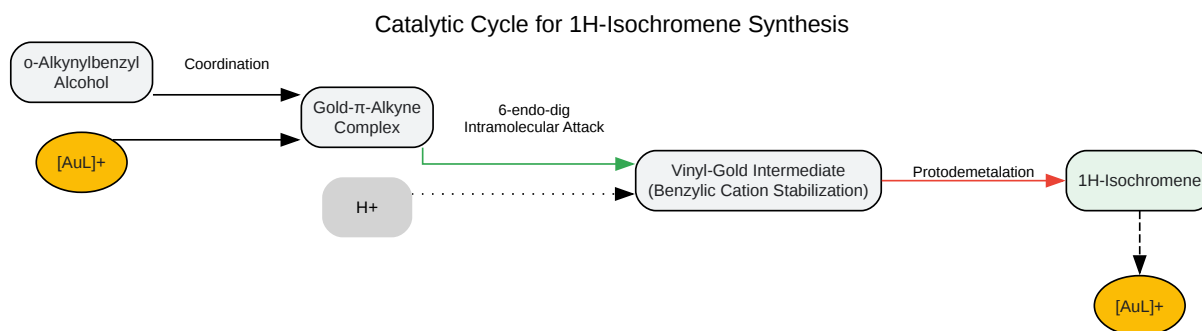 Catalytic Cycle for 1H-Isochromene Synthesis
o-Alkynylbenzyl
Alcohol
Coordination
[AuL]+
Gold-π-Alkyne
Complex
6-endo-dig
Intramolecular Attack
H+
Vinyl-Gold Intermediate
(Benzylic Cation Stabilization)
Protodemetalation
1H-Isochromene
[AuL]+